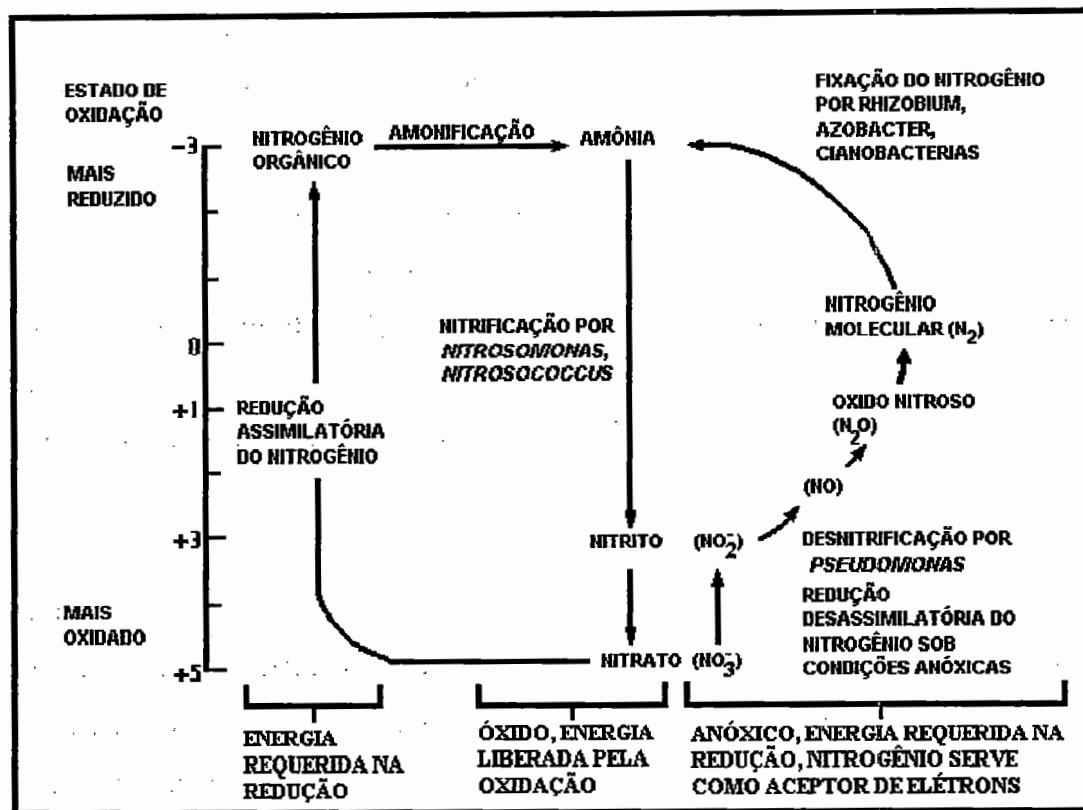 ESTADO DE
OXIDAÇÃO
-3
MAIS
REDUZIDO
0
+1
+3
MAIS
OXIDADO
+5
NITROGÊNIO
ORGÂNICO
AMONIFICAÇÃO
AMÔNIA
FIXAÇÃO DO NITROGÊNIO
POR RHIZOBIUM,
AZOBACTER,
CIANOBACTERIAS
NITRIFICAÇÃO POR
NITROSOMONAS,
NITROSOCOCCUS
NITROGÊNIO
MOLECULAR (N₂)
OXIDO NITROSO
(N₂O)
(NO)
REDUÇÃO
ASSIMILATÓRIA
DO NITROGÊNIO
NITRITO (NO₂⁻)
DESNITRIFICAÇÃO POR
PSEUDOMONAS
REDUÇÃO
DESASSIMILATÓRIA DO
NITROGÊNIO SOB
CONDIÇÕES ANÓXICAS
NITRATO (NO₃⁻)
ENERGIA
REQUERIDA NA
REDUÇÃO
ÓXIDO, ENERGIA
LIBERADA PELA
OXIDAÇÃO
ANÓXICO, ENERGIA REQUERIDA NA
REDUÇÃO, NITROGÊNIO SERVE
COMO ACEPTOR DE ELÉTRONS